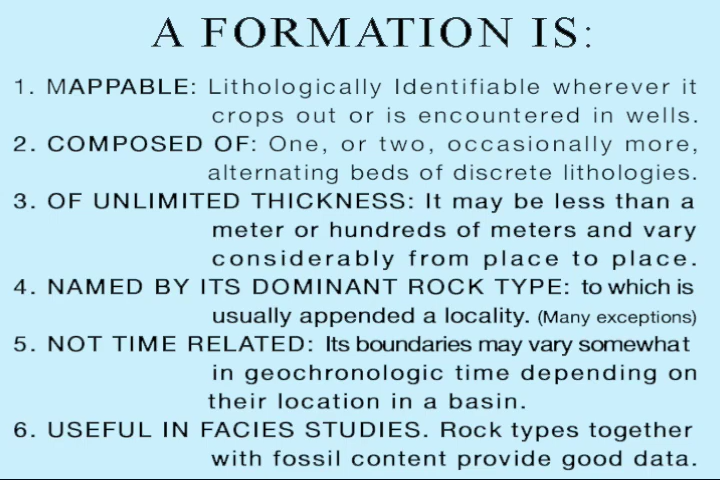 A FORMATION IS:
1. MAPPABLE: Lithologically Identifiable wherever it
crops out or is encountered in wells.
2. COMPOSED OF: One, or two, occasionally more,
alternating beds of discrete lithologies.
3. OF UNLIMITED THICKNESS: It may be less than a
meter or hundreds of meters and vary
considerably from place to place.
4. NAMED BY ITS DOMINANT ROCK TYPE: to which is
usually appended a locality. (Many exceptions)
5. NOT TIME RELATED: Its boundaries may vary somewhat
in geochronologic time depending on
their location in a basin.
6. USEFUL IN FACIES STUDIES. Rock types together
with fossil content provide good data.